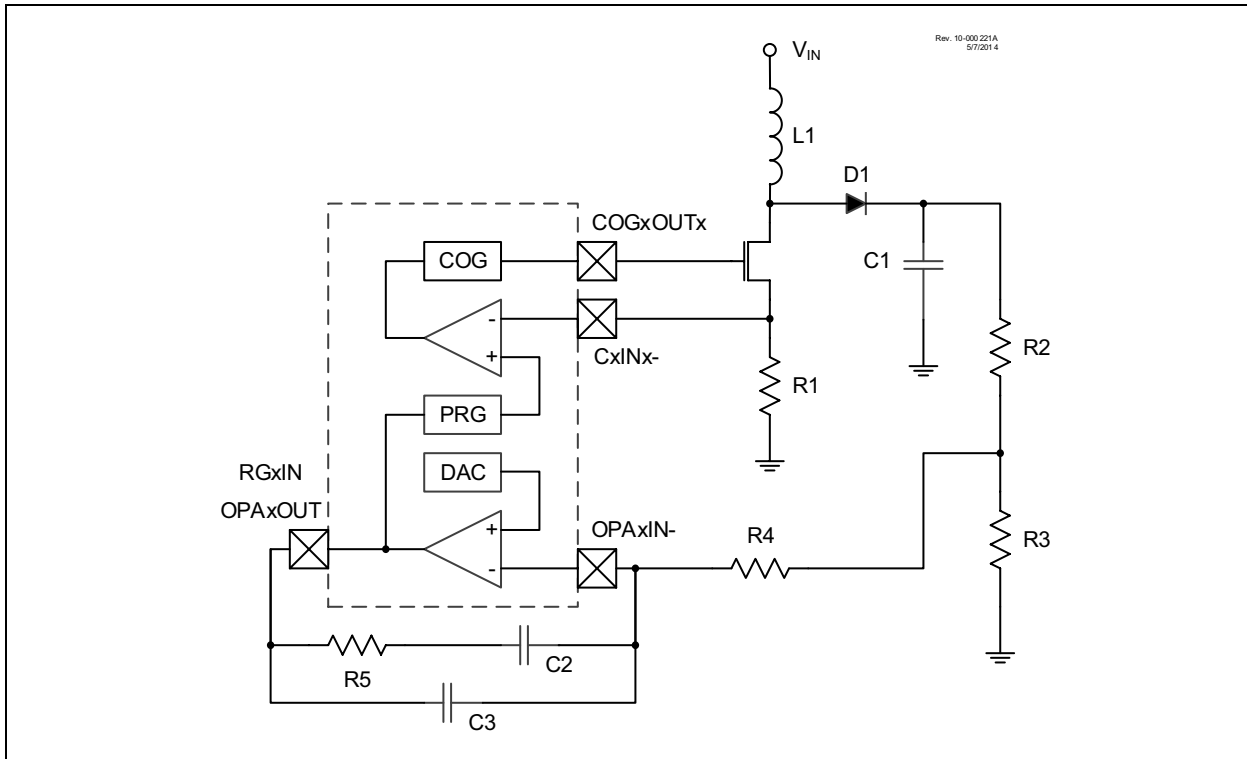 Rev. 10-000 221A
5/7/2014
VIN
L1
D1
COGxOUTx
COG
C1
CxINx-
R2
R1
PRG
RGxIN
DAC
OPAxOUT
OPAxIN-
R4
R3
R5
C2
C3
-
+
+
-